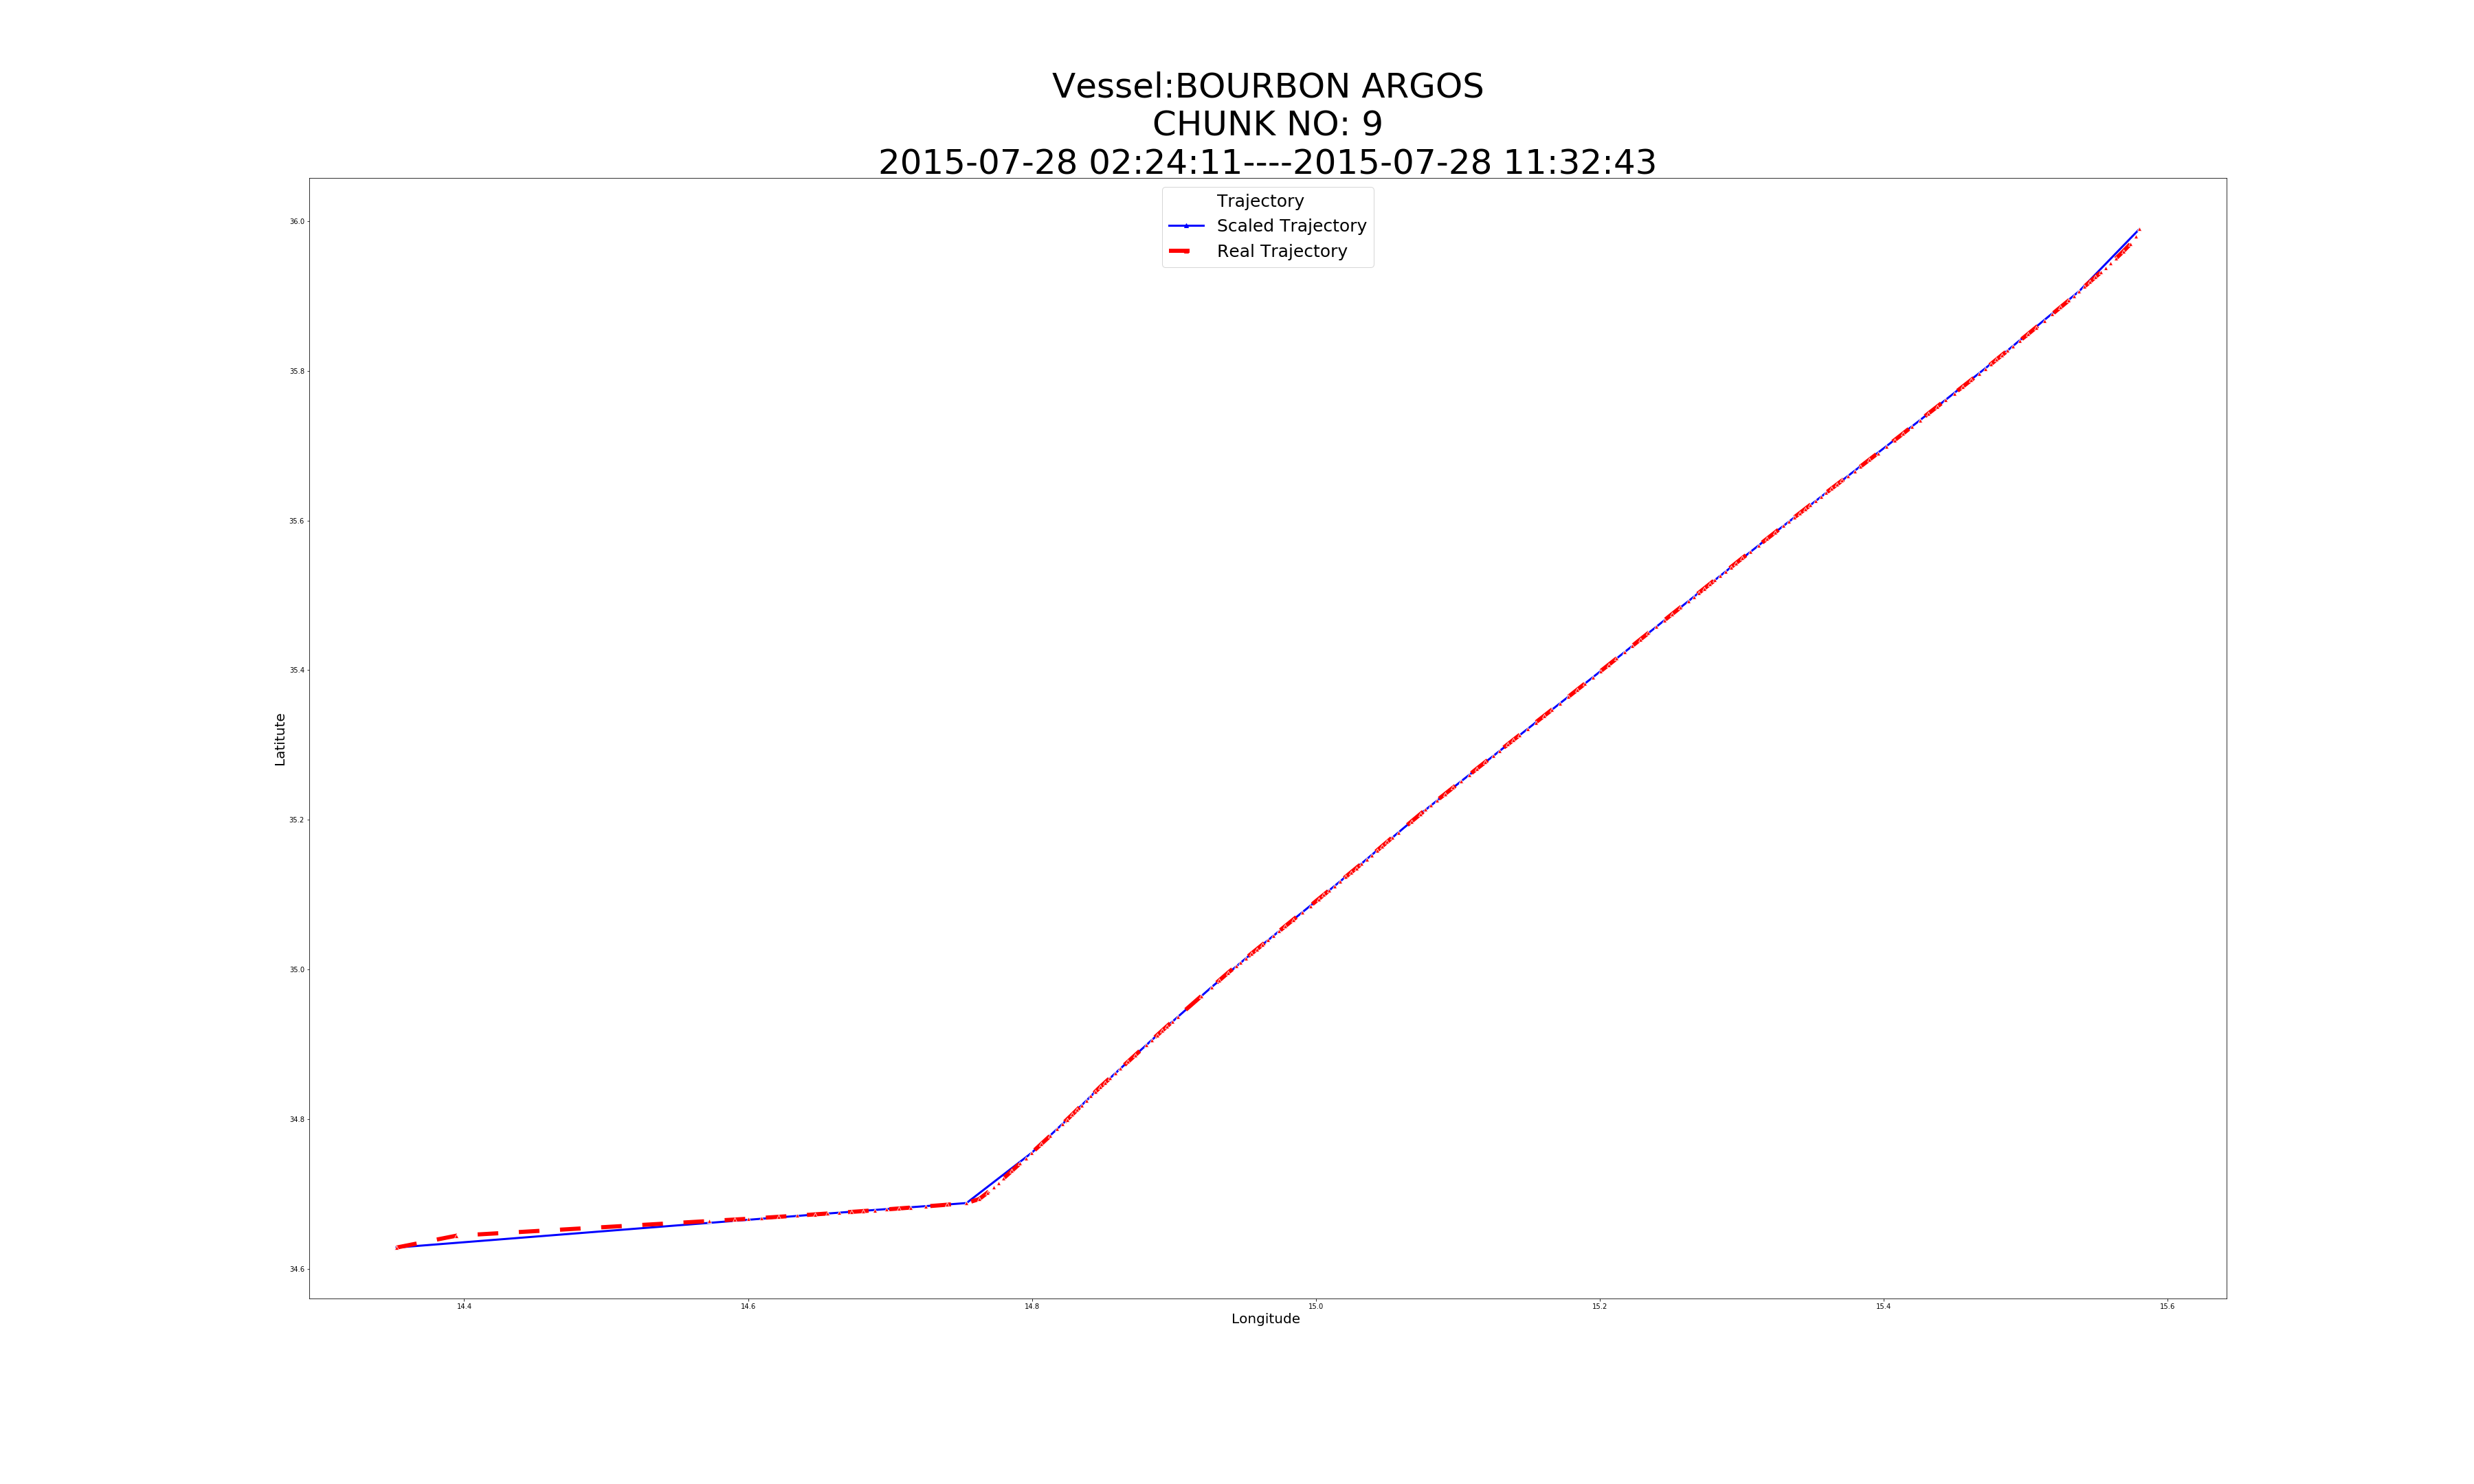 Vessel:BOURBON ARGOS
CHUNK NO: 9
2015-07-28 02:24:11----2015-07-28 11:32:43
Trajectory
Scaled Trajectory
Real Trajectory
36.0
35.8
35.6
35.4
35.2
35.0
34.8
34.6
Latitute
14.4
14.6
14.8
15.0
15.2
15.4
15.6
Longitude